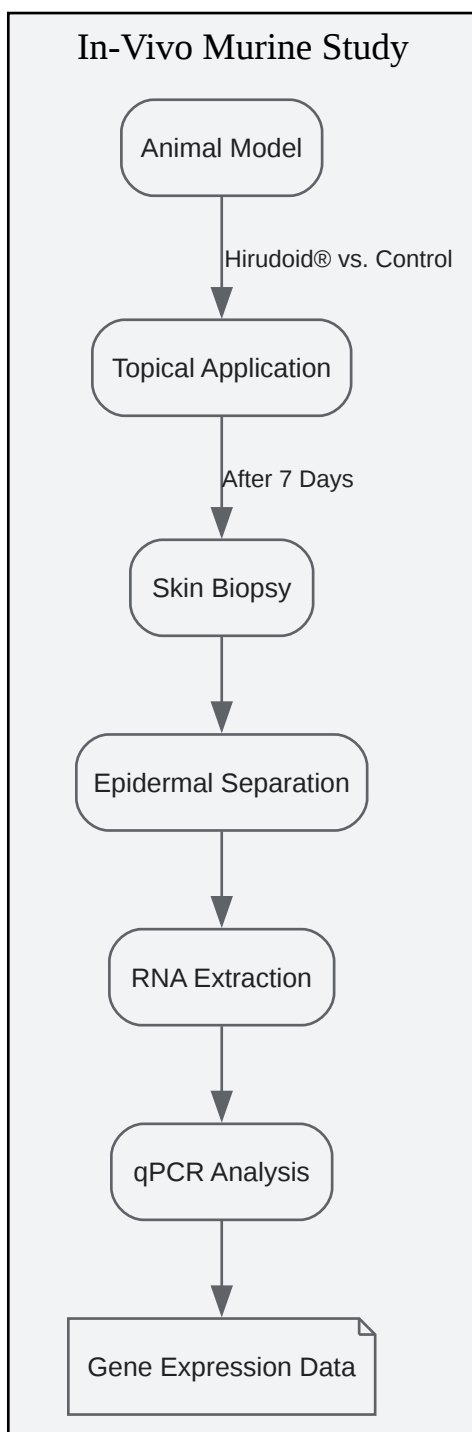 In-Vivo Murine Study
Animal Model
Hirudoid® vs. Control
Topical Application
After 7 Days
Skin Biopsy
Epidermal Separation
RNA Extraction
qPCR Analysis
Gene Expression Data